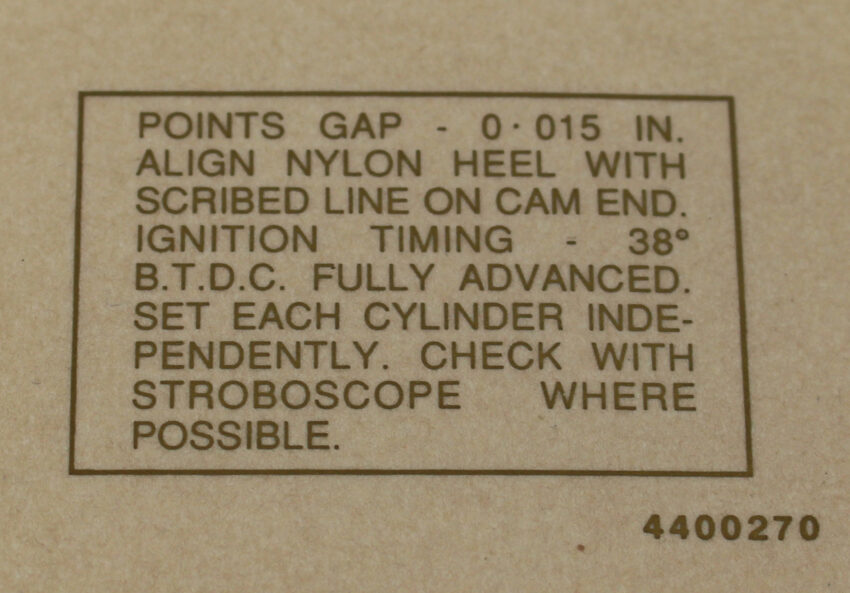 POINTS GAP - 0·015 IN.
ALIGN NYLON HEEL WITH
SCRIBED LINE ON CAM END.
IGNITION TIMING - 38°
B.T.D.C. FULLY ADVANCED.
SET EACH CYLINDER INDE-
PENDENTLY. CHECK WITH
STROBOSCOPE WHERE
POSSIBLE.
4400270